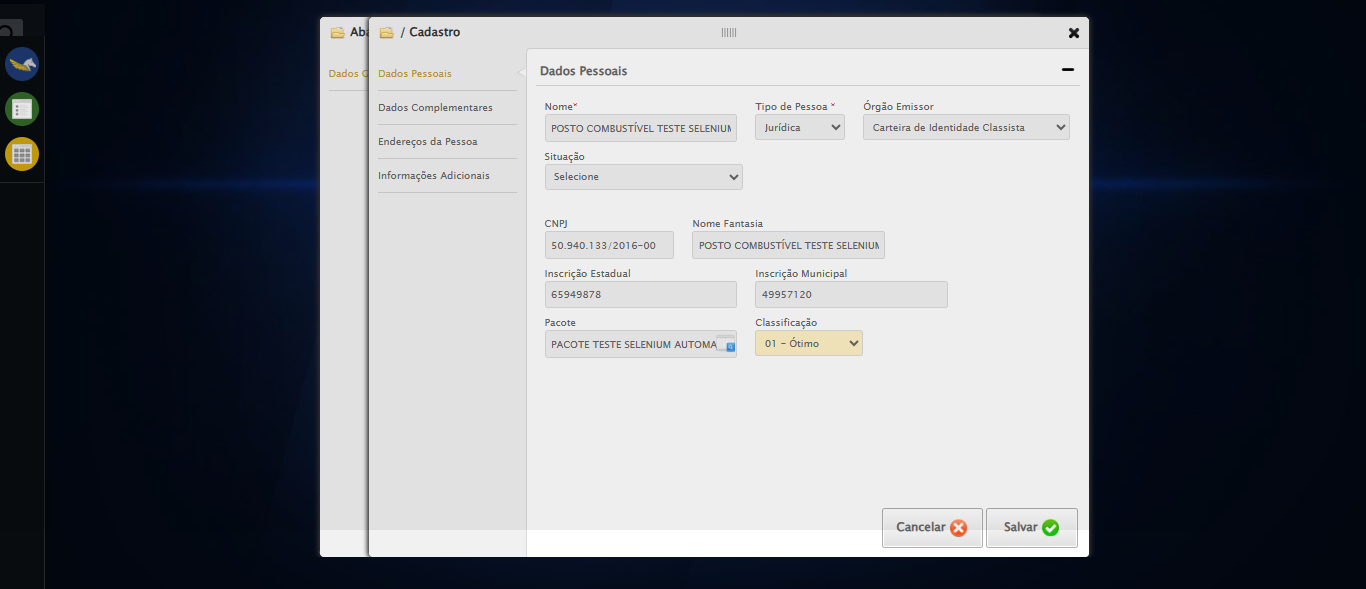 Aba
/ Cadastro
Dados C
Dados Pessoais
Dados Complementares
Endereços da Pessoa
Informações Adicionais
Dados Pessoais
Nome*
Tipo de Pessoa *
Órgão Emissor
POSTO COMBUSTÍVEL TESTE SELENIUM
Jurídica
Carteira de Identidade Classista
Situação
Selecione
CNPJ
Nome Fantasia
50.940.133/2016-00
POSTO COMBUSTÍVEL TESTE SELENIUM
Inscrição Estadual
Inscrição Municipal
65949878
49957120
Pacote
Classificação
PACOTE TESTE SELENIUM AUTOMA
01 - Ótimo
Cancelar
Salvar